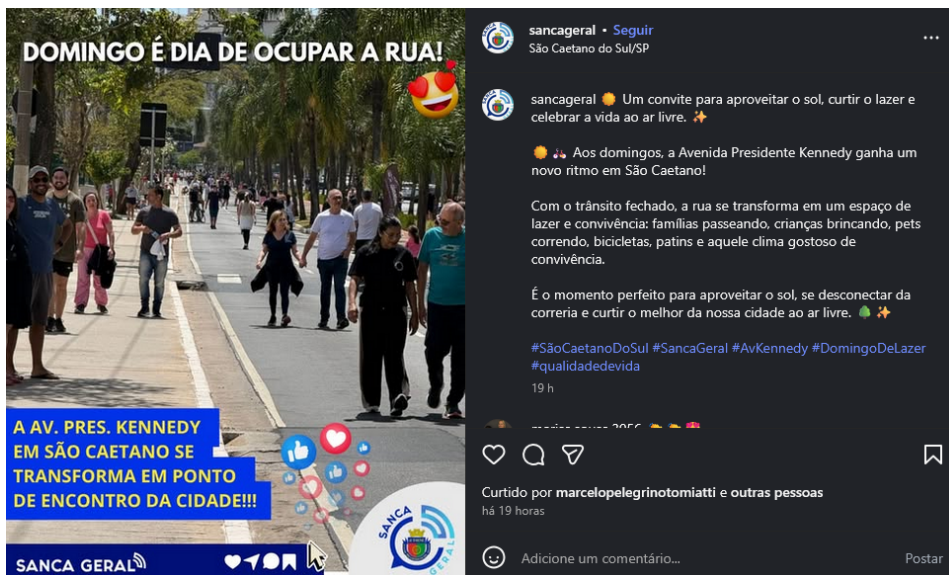 DOMINGO É DIA DE OCUPAR A RUA!
A AV. PRES. KENNEDY
EM SÃO CAETANO SE
TRANSFORMA EM PONTO
DE ENCONTRO DA CIDADE!!!
SANCA GERAL
SANCA GERAL
sancageral • Seguir
São Caetano do Sul/SP
sancageral 🌞 Um convite para aproveitar o sol, curtir o lazer e
celebrar a vida ao ar livre. ✨
🌞 🚲 Aos domingos, a Avenida Presidente Kennedy ganha um
novo ritmo em São Caetano!
Com o trânsito fechado, a rua se transforma em um espaço de
lazer e convivência: famílias passeando, crianças brincando, pets
correndo, bicicletas, patins e aquele clima gostoso de
convivência.
É o momento perfeito para aproveitar o sol, se desconectar da
correria e curtir o melhor da nossa cidade ao ar livre. 🌳 ✨
#SãoCaetanoDoSul #SancaGeral #AvKennedy #DomingoDeLazer
#qualidadedevida
19 h
Curtido por marcelopelegrinotomiatti e outras pessoas
há 19 horas
Adicione um comentário...
Postar